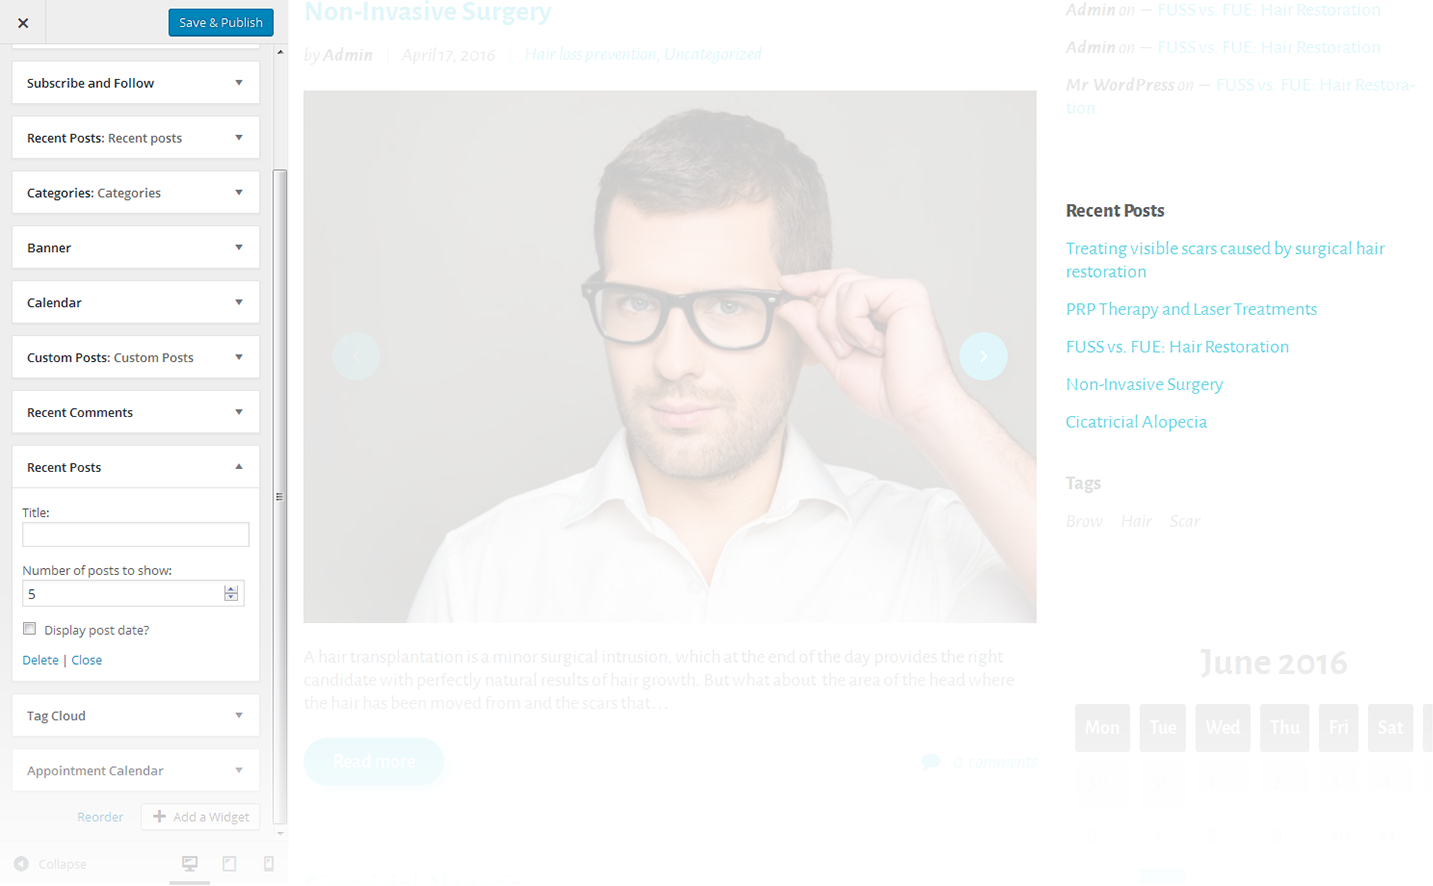 Save & Publish
Subscribe and Follow
Recent Posts: Recent posts
Categories: Categories
Banner
Calendar
Custom Posts: Custom Posts
Recent Comments
Recent Posts
Title:
Number of posts to show:
5
Display post date?
Delete | Close
Tag Cloud
Appointment Calendar
Reorder
Add a Widget
Collapse
Non-Invasive Surgery
by Admin
April 17, 2016
Hair loss prevention, Uncategorized
A hair transplantation is a minor surgical intrusion, which at the end of the day provides the right
candidate with perfectly natural results of hair growth. But what about the area of the head where
the hair has been moved from and the scars that...
Read more
0 comments
Admin on — FUSS vs. FUE: Hair Restoration
Admin on — FUSS vs. FUE: Hair Restoration
Mr WordPress on — FUSS vs. FUE: Hair Restora-
tion
Recent Posts
Treating visible scars caused by surgical hair
restoration
PRP Therapy and Laser Treatments
FUSS vs. FUE: Hair Restoration
Non-Invasive Surgery
Cicatricial Alopecia
Tags
Brow Hair Scar
June 2016
Mon Tue Wed Thu Fri Sat